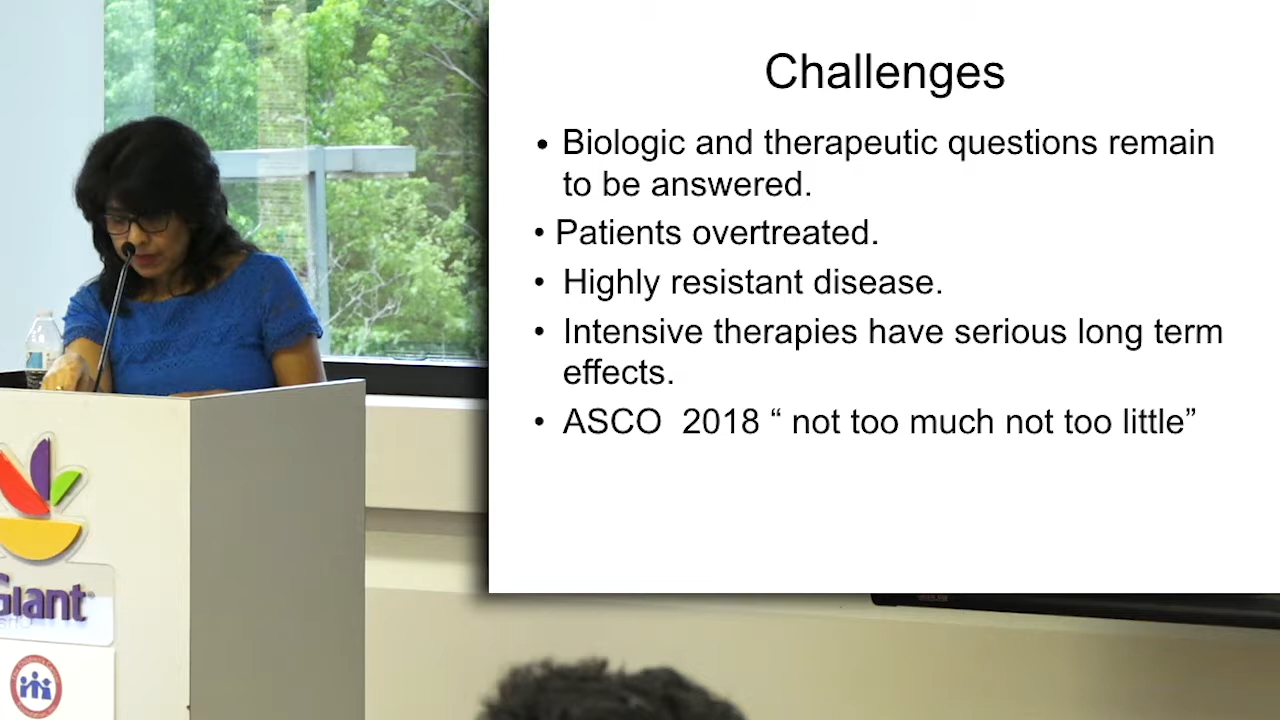 Challenges
• Biologic and therapeutic questions remain
to be answered.
• Patients overtreated.
• Highly resistant disease.
• Intensive therapies have serious long term
effects.
• ASCO 2018 “ not too much not too little”
Giant